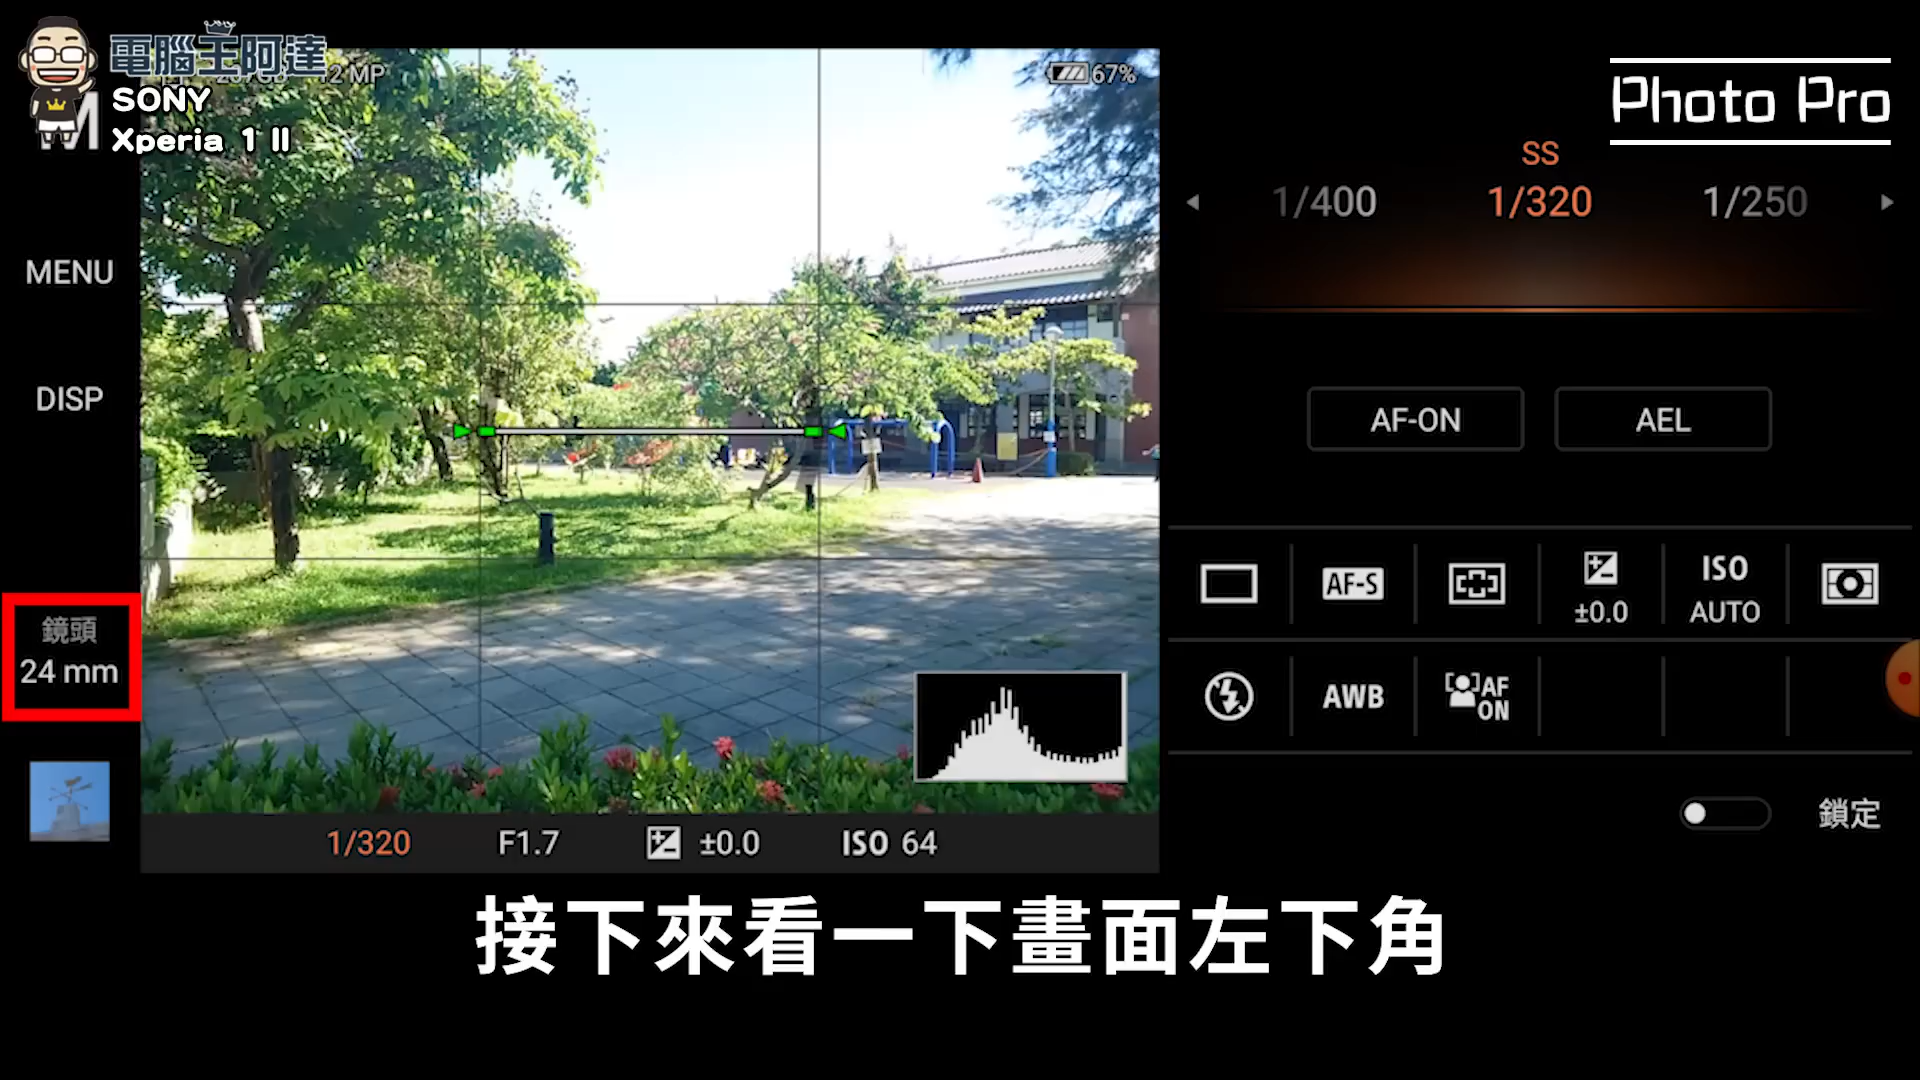 電腦王阿達
SONY
Xperia 1 II
M
2 MP
67%
Photo Pro
SS
1/400 1/320 1/250
MENU
DISP
AF-ON AEL
鏡頭
24 mm
AF-S
±0.0
ISO
AUTO
AWB
AF
ON
鎖定
1/320 F1.7 ±0.0 ISO 64
接下來看一下畫面左下角